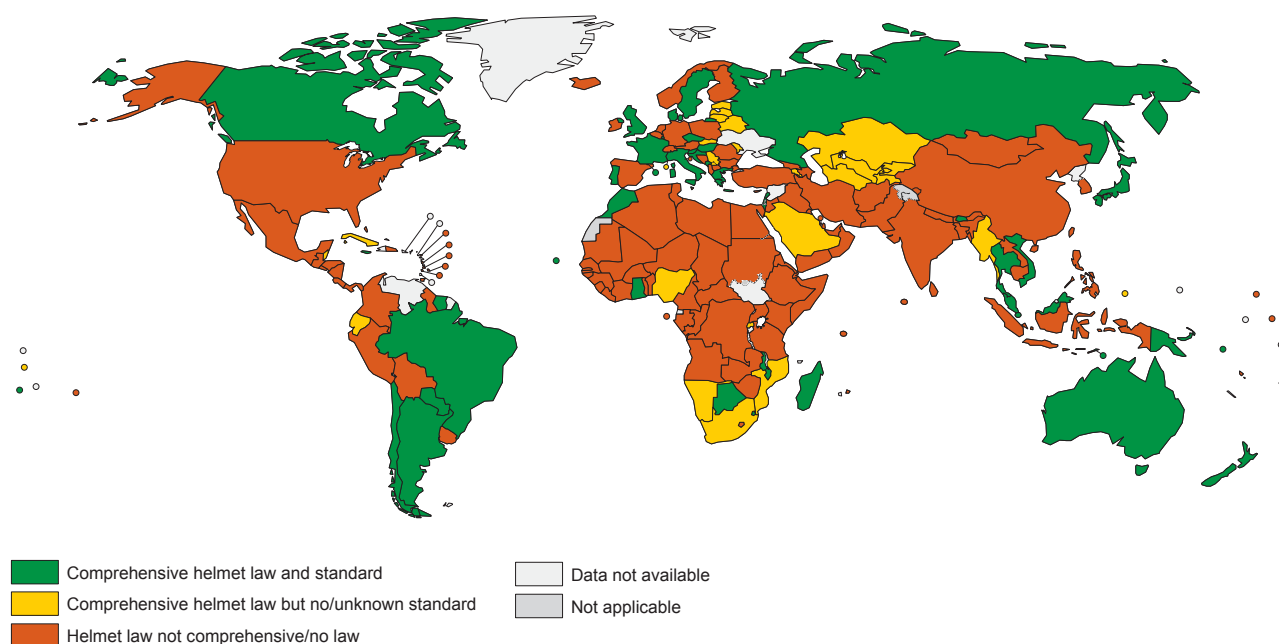 Comprehensive helmet law and standard
Comprehensive helmet law but no/unknown standard
Helmet law not comprehensive/no law
Data not available
Not applicable